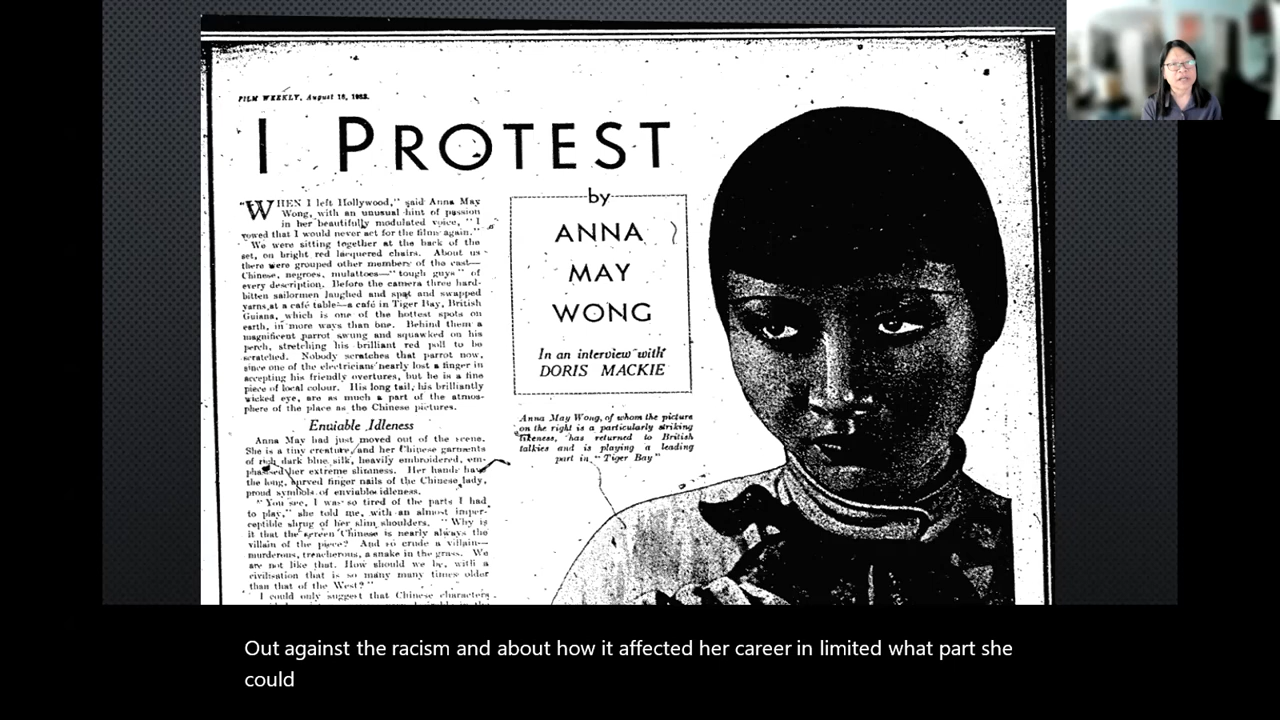 FILM WEEKLY, August 18, 1933.
I PROTEST
by
ANNA
MAY
WONG
In an interview with
DORIS MACKIE
"WHEN I left Hollywood," said Anna May
Wong, with an unusual hint of passion
in her beautifully modulated voice, "I
vowed that I would never act for the films again."
We were sitting together at the back of the
set, on bright red lacquered chairs. About us
there were grouped other members of the cast—
Chinese, negroes, mulattoes—"tough guys" of
every description. Before the camera three hard-
bitten sailormen laughed and spat and swapped
yarns at a café table—a café in Tiger Bay, British
Guiana, which is one of the hottest spots on
earth, in more ways than one. Behind them a
magnificent parrot swung and squawked on his
perch, stretching his brilliant red poll to be
scratched. Nobody scratches that parrot now,
since one of the electricians nearly lost a finger in
accepting his friendly overtures, but he is a fine
piece of local colour. His long tail, his brilliantly
wicked eye, are as much a part of the atmos-
phere of the place as the Chinese pictures.
Enviable Idleness
Anna May had just moved out of the scene.
She is a tiny creature, and her Chinese garments
of rich dark blue silk, heavily embroidered, em-
phasised her extreme slimness. Her hands have
the long, curved finger nails of the Chinese lady,
proud symbols of enviable idleness.
"You see, I was so tired of the parts I had
to play," she told me, with an almost imper-
ceptible shrug of her slim shoulders. "Why is
it that the screen Chinese is nearly always the
villain of the piece? And so crude a villain—
murderous, treacherous, a snake in the grass. We
are not like that. How should we be, with a
civilisation that is so many many times older
than that of the West?"
I could only suggest that Chinese characters
Anna May Wong, of whom the picture
on the right is a particularly striking
likeness, has returned to British
talkies and is playing a leading
part in "Tiger Bay"
Out against the racism and about how it affected her career in limited what part she
could